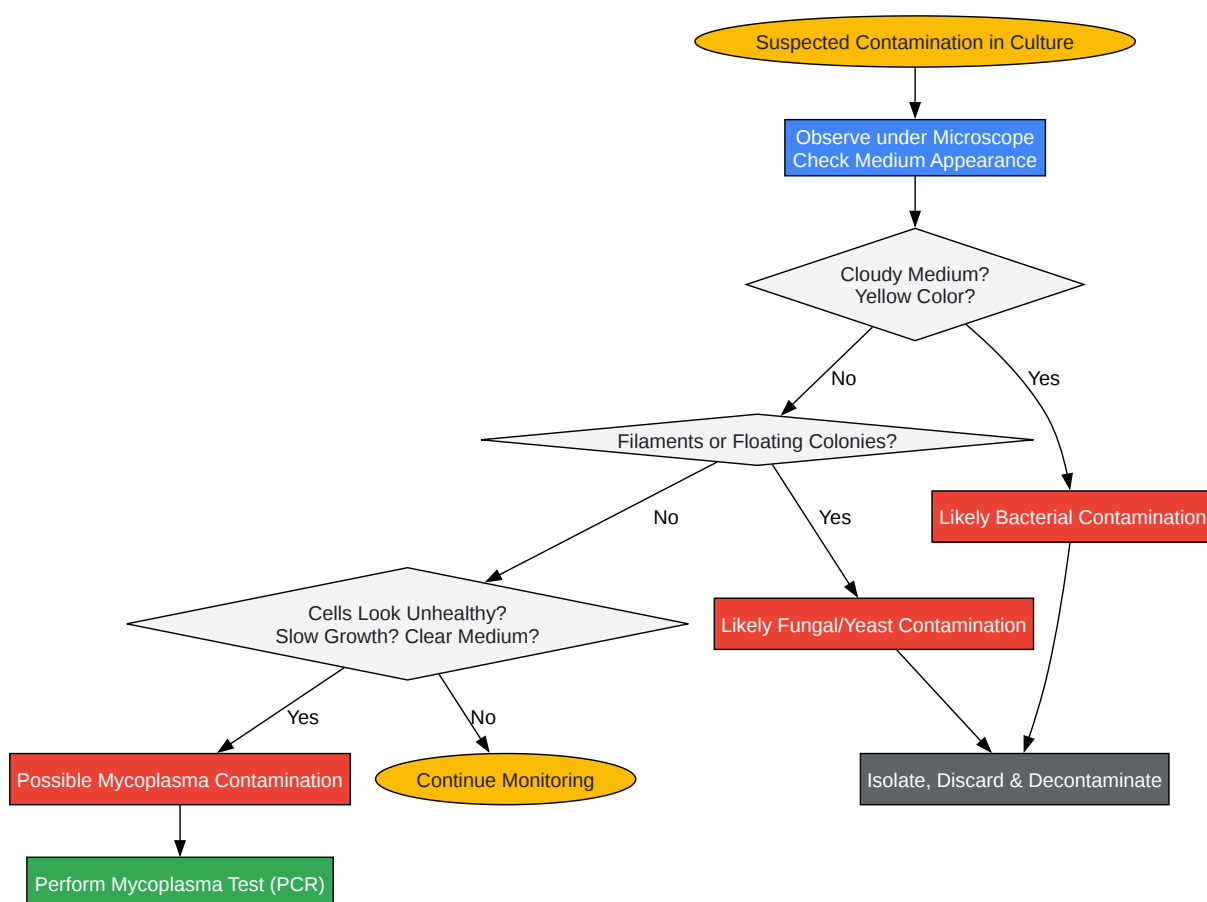 Suspected Contamination in Culture
Observe under Microscope
Check Medium Appearance
Cloudy Medium?
Yellow Color?
No
Yes
Filaments or Floating Colonies?
No
Yes
Likely Bacterial Contamination
Cells Look Unhealthy?
Slow Growth? Clear Medium?
Likely Fungal/Yeast Contamination
Yes
No
Possible Mycoplasma Contamination
Continue Monitoring
Isolate, Discard & Decontaminate
Perform Mycoplasma Test (PCR)